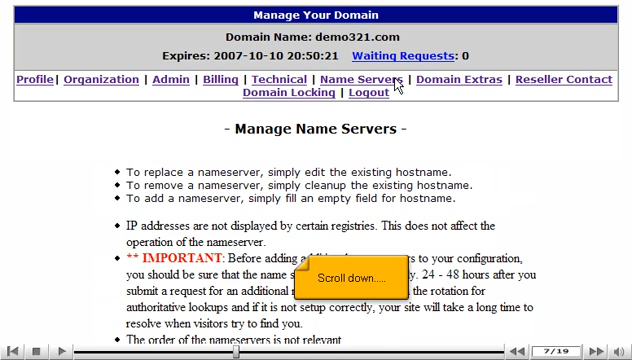 Manage Your Domain
Domain Name: demo321.com
Expires: 2007-10-10 20:50:21 Waiting Requests: 0
Profile | Organization | Admin | Billing | Technical | Name Servers | Domain Extras | Reseller Contact
Domain Locking | Logout
- Manage Name Servers -
To replace a nameserver, simply edit the existing hostname.
To remove a nameserver, simply cleanup the existing hostname.
To add a nameserver, simply fill an empty field for hostname.
IP addresses are not displayed by certain registries. This does not affect the
operation of the nameserver.
** IMPORTANT: Before adding rs to your configuration,
you should be sure that the name s y. 24 - 48 hours after you
Scroll down.....
submit a request for an additional the rotation for
authoritative lookups and if it is not setup correctly, your site will take a long time to
resolve when visitors try to find you.
The order of the nameservers is not relevant
7/19